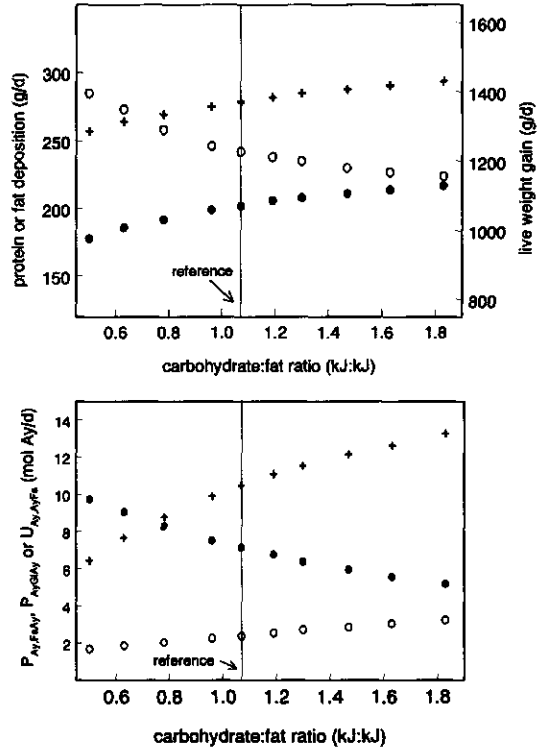 protein or fat deposition (g/d)
300
250
200
150
1600
1400
1200
1000
800
live weight gain (g/d)
reference
0.6 0.8 1.0 1.2 1.4 1.6 1.8
carbohydrate:fat ratio (kJ:kJ)
P Ay,FaAy, P AyGlAy or U Ay,AyFa (mol Ay/d)
14
12
10
8
6
4
2
reference
0.6 0.8 1.0 1.2 1.4 1.6 1.8
carbohydrate:fat ratio (kJ:kJ)